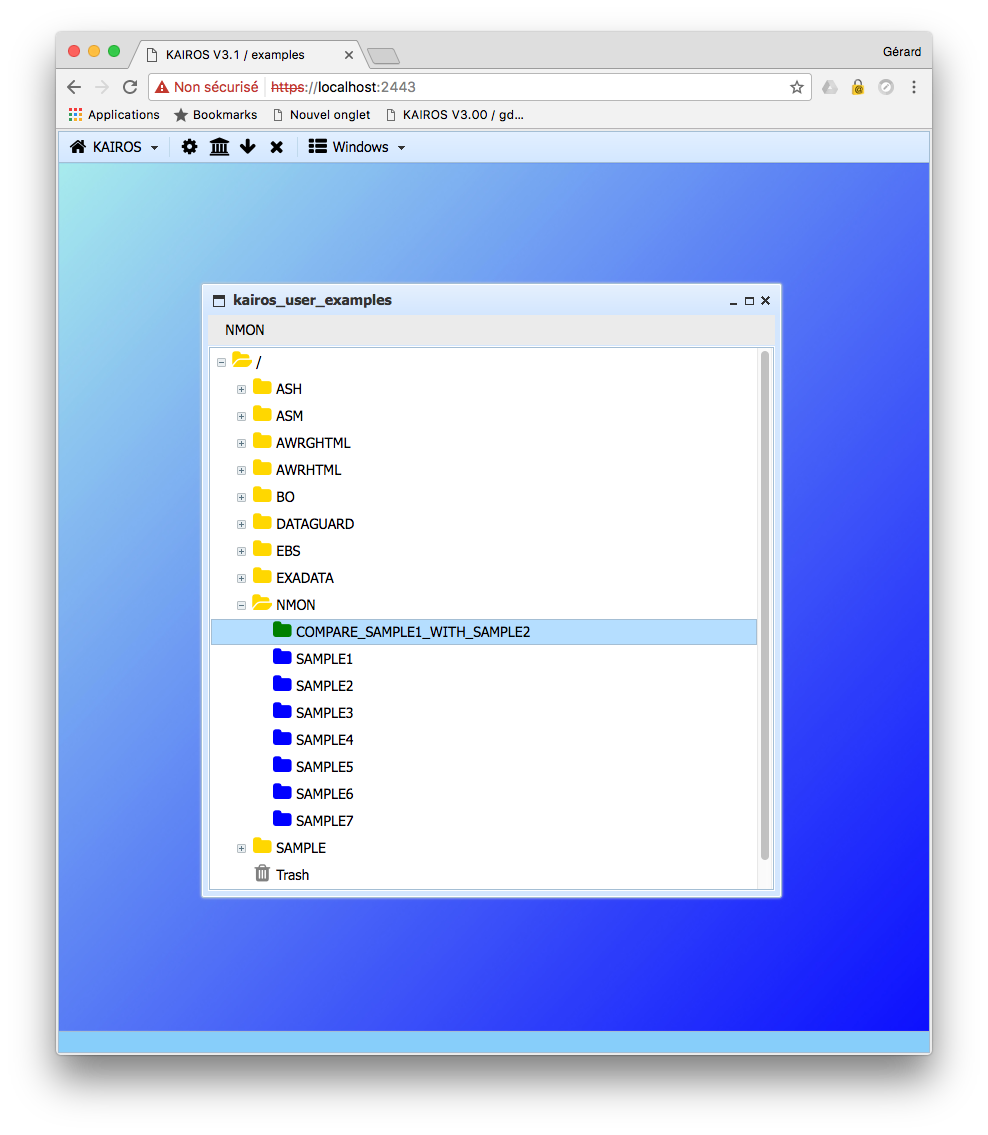 KAIROS V3.1 / examples
Gérard
Non sécurisé https://localhost:2443
Applications Bookmarks Nouvel onglet KAIROS V3.00 / gd...
KAIROS Windows
kairos_user_examples
NMON
/
ASH
ASM
AWRGHTML
AWRHTML
BO
DATAGUARD
EBS
EXADATA
NMON
COMPARE_SAMPLE1_WITH_SAMPLE2
SAMPLE1
SAMPLE2
SAMPLE3
SAMPLE4
SAMPLE5
SAMPLE6
SAMPLE7
SAMPLE
Trash